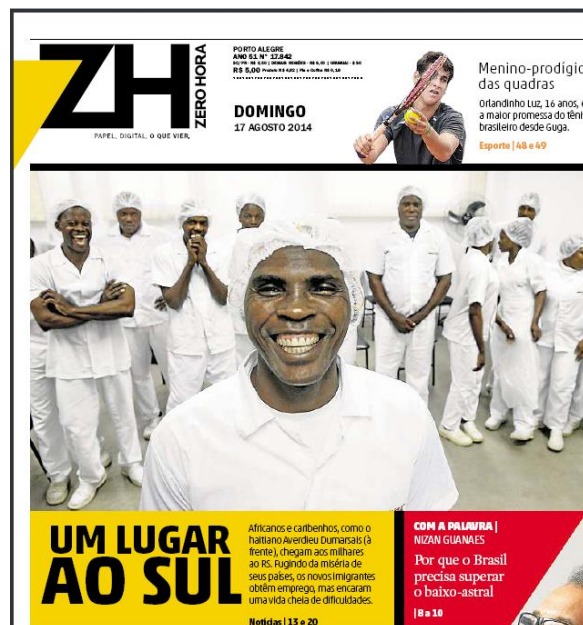 ZH
ZERO HORA
PAPEL. DIGITAL. O QUE VIER.
PORTO ALEGRE
ANO 51 N° 17.842
R$ 5,00
DOMINGO
17 AGOSTO 2014
Menino-prodígio
das quadras
Orlandinho Luz, 16 anos, é
a maior promessa do tênis
brasileiro desde Guga.
Esporte | 48 e 49
UM LUGAR
AO SUL
Africanos e caribenhos, como o
haitiano Averdieu Dumarsais (à
frente), chegam aos milhares
ao RS. Fugindo da miséria de
seus países, os novos imigrantes
obtêm emprego, mas encaram
uma vida cheia de dificuldades.
Notícias | 13 e 20
COM A PALAVRA |
NIZAN GUANAES
Por que o Brasil
precisa superar
o baixo-astral
| 8 a 10